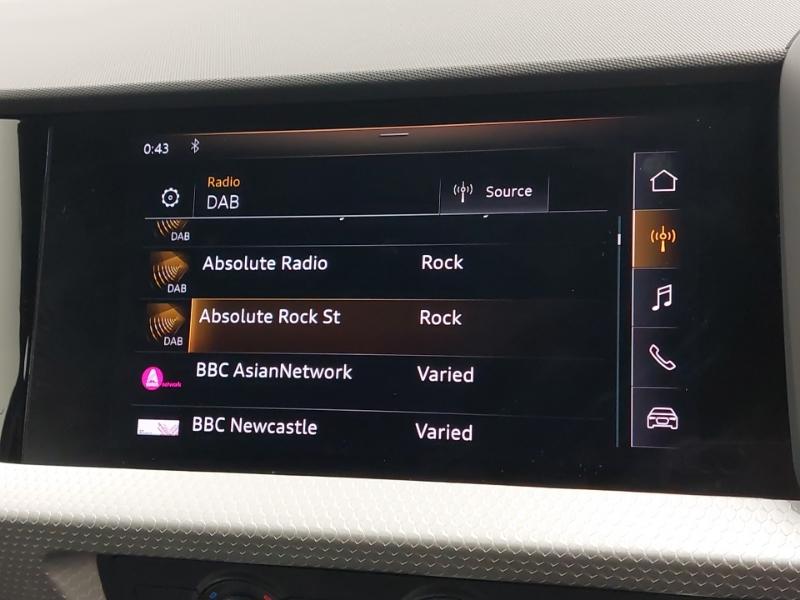 0:43
Radio
DAB
Source
DAB
Absolute Radio Rock
DAB
Absolute Rock St Rock
DAB
A
network
BBC AsianNetwork Varied
BBC Newcastle Varied